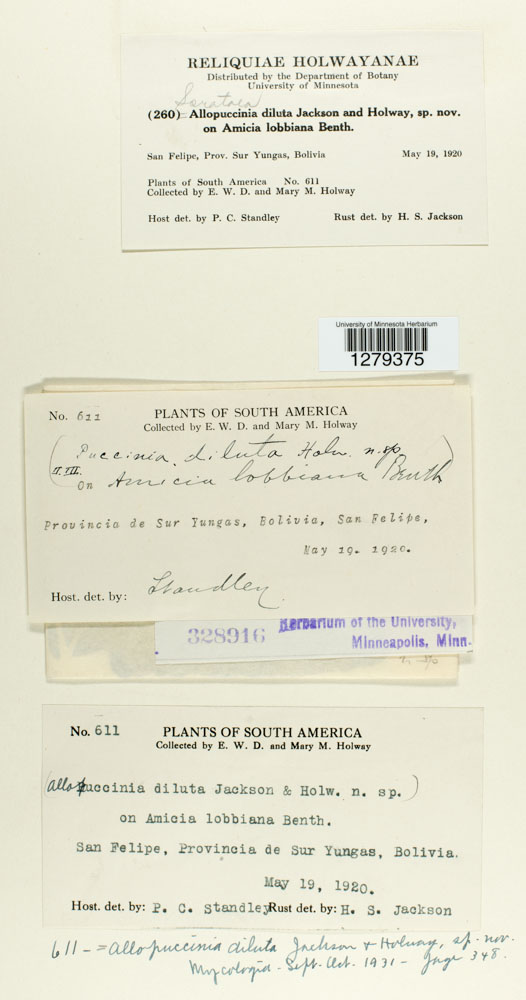 RELIQUIAE HOLWAYANAE
Distributed by the Department of Botany
University of Minnesota
Sorataea
(260) Allopuccinia diluta Jackson and Holway, sp. nov.
on Amicia lobbiana Benth.
San Felipe, Prov. Sur Yungas, Bolivia May 19, 1920
Plants of South America No. 611
Collected by E. W. D. and Mary M. Holway
Host det. by P. C. Standley Rust det. by H. S. Jackson
University of Minnesota Herbarium
1279375
No. 611 PLANTS OF SOUTH AMERICA
Collected by E. W. D. and Mary M. Holway
(Puccinia diluta Holw. n. sp.)
II. III.
on Amicia lobbiana Benth
Provincia de Sur Yungas, Bolivia, San Felipe,
May 19. 1920.
Host. det. by: Standley
328916 Herbarium of the University,
Minneapolis, Minn.
No. 611 PLANTS OF SOUTH AMERICA
Collected by E. W. D. and Mary M. Holway
(Allopuccinia diluta Jackson & Holw. n. sp.)
on Amicia lobbiana Benth.
San Felipe, Provincia de Sur Yungas, Bolivia.
May 19, 1920.
Host. det. by: P. C. Standley Rust det. by: H. S. Jackson
611 - = Allopuccinia diluta Jackson & Holway, sp. nov.
Mycologia - Sept. Oct. 1931 - page 348.